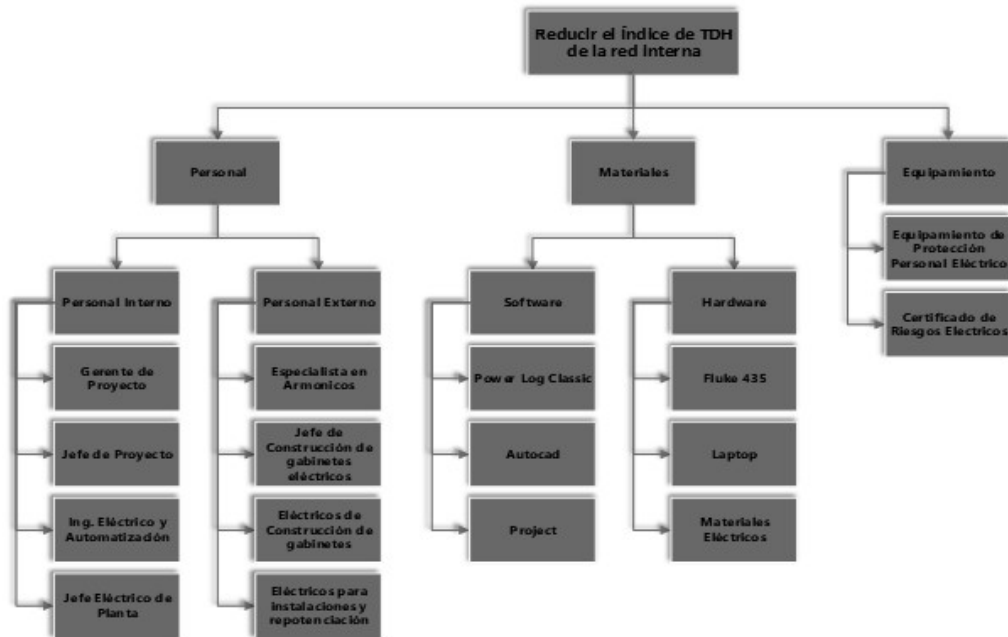 Reducir el Índice de TDH
de la red Interna
Personal
Materiales
Equipamiento
Equipamiento de
Protección
Personal Eléctrico
Certificado de
Riesgos Electricos
Personal Interno
Personal Externo
Software
Hardware
Gerente de
Proyecto
Especialista en
Armonicos
Power Log Classic
Fluke 435
Jefe de Proyecto
Jefe de
Construcción de
gabinetes
eléctricos
Autocad
Laptop
Ing. Eléctrico y
Automatización
Eléctricos de
Construcción de
gabinetes
Project
Materiales
Eléctricos
Jefe Eléctrico de
Planta
Eléctricos para
instalaciones y
repotenciación